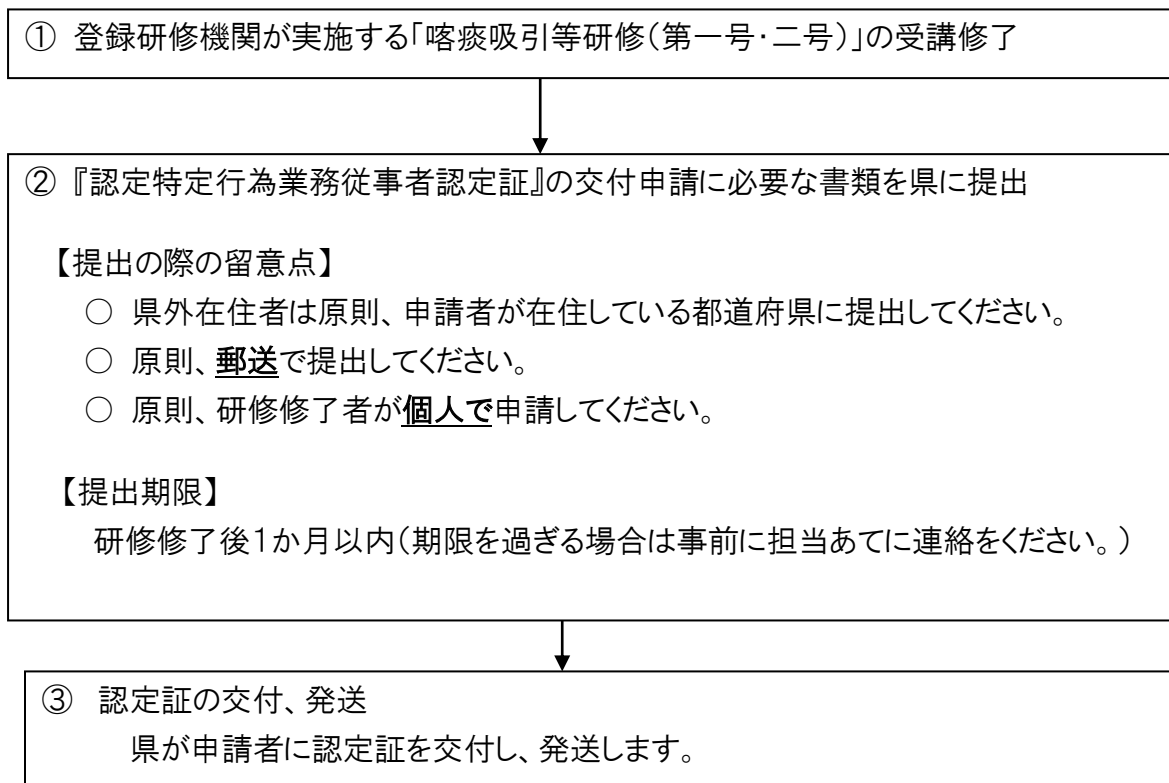 ① 登録研修機関が実施する｢喀痰吸引等研修(第一号･二号)｣の受講修了
② 『認定特定行為業務従事者認定証』の交付申請に必要な書類を県に提出
【提出の際の留意点】
○ 県外在住者は原則、申請者が在住している都道府県に提出してください。
○ 原則、郵送で提出してください。
○ 原則、研修修了者が個人で申請してください。
【提出期限】
研修修了後１か月以内(期限を過ぎる場合は事前に担当あてに連絡をください。)
③ 認定証の交付、発送
県が申請者に認定証を交付し、発送します。